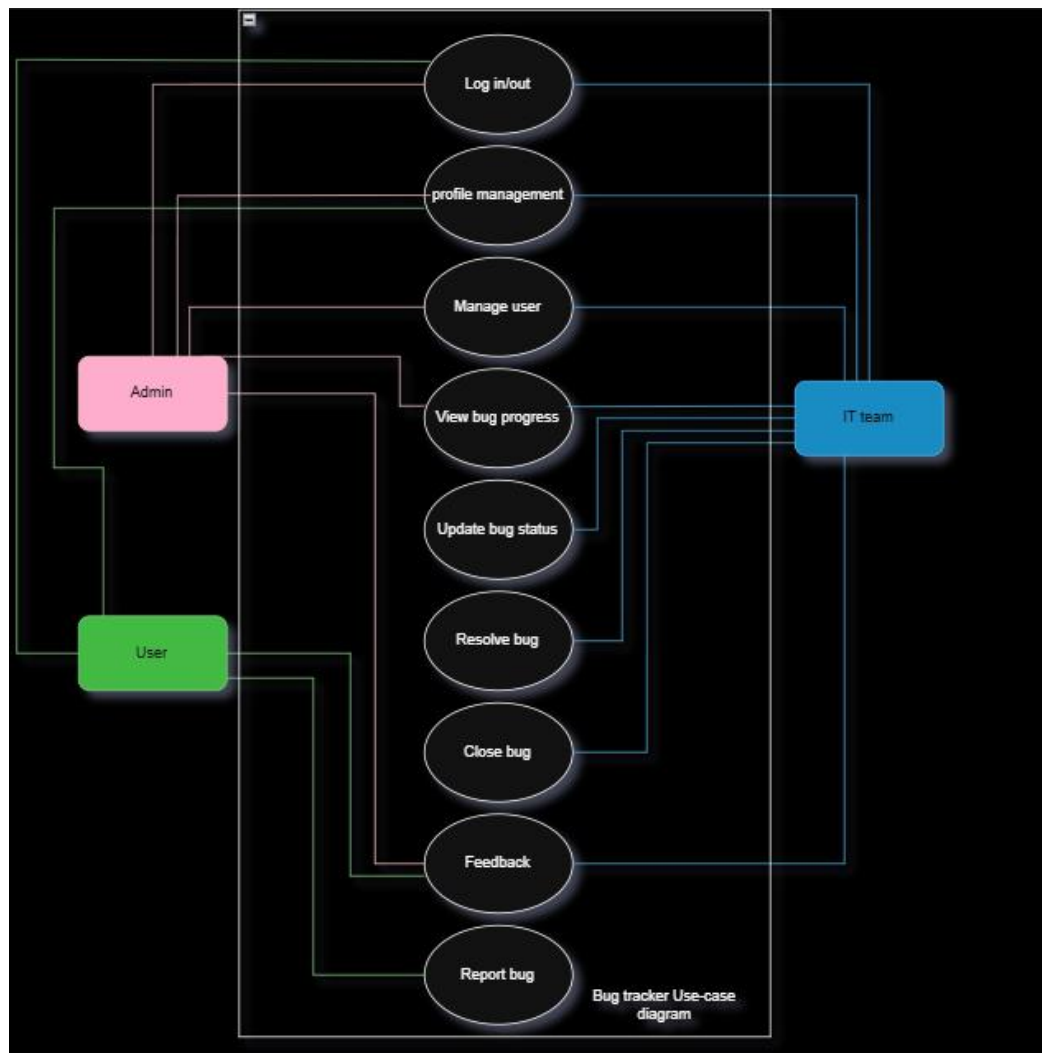 Log in/out
profile management
Manage user
Admin
View bug progress
IT team
Update bug status
Resolve bug
User
Close bug
Feedback
Report bug
Bug tracker Use-case
diagram